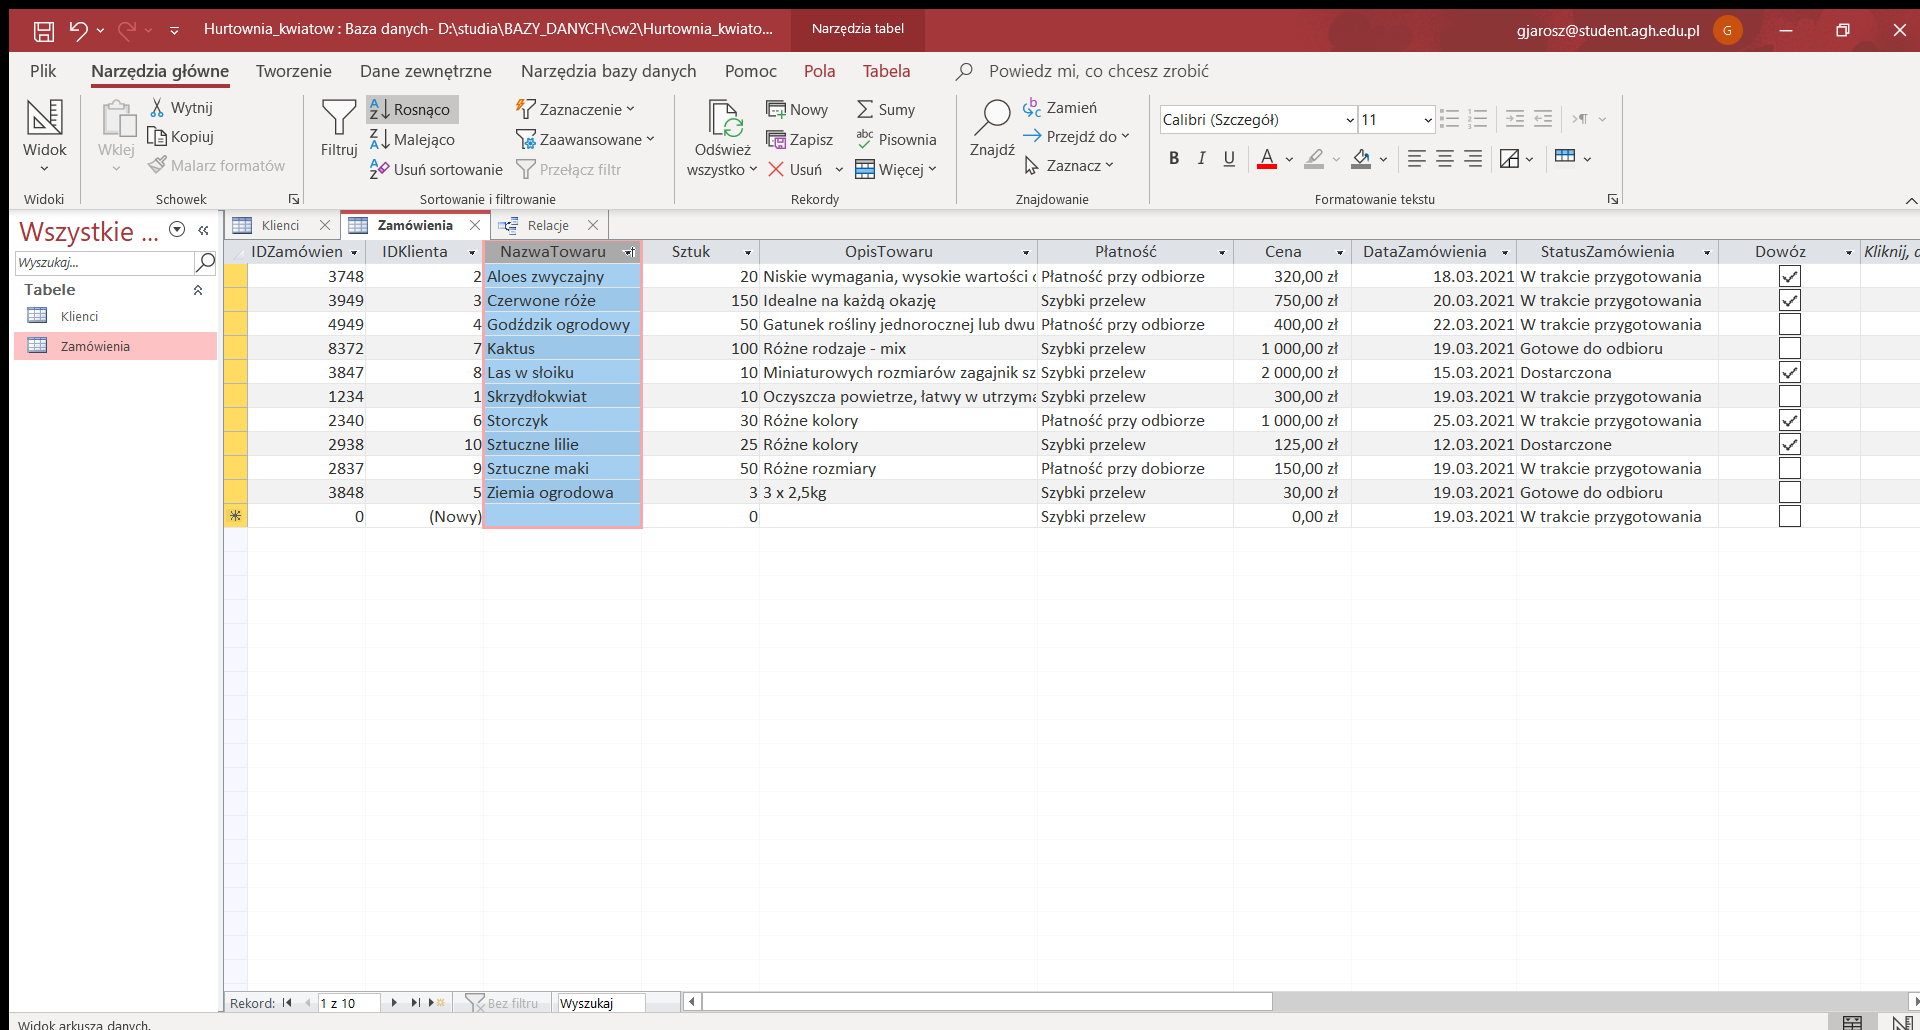 Hurtownia_kwiatow : Baza danych- D:\studia\BAZY_DANYCH\cw2\Hurtownia_kwiato... Narzędzia tabel gjarosz@student.agh.edu.pl G
Plik Narzędzia główne Tworzenie Dane zewnętrzne Narzędzia bazy danych Pomoc Pola Tabela Powiedz mi, co chcesz zrobić
Widok
Widoki
Wklej
Wytnij
Kopiuj
Malarz formatów
Schowek
Filtruj
Rosnąco
Malejąco
Usuń sortowanie
Zaznaczenie
Zaawansowane
Przełącz filtr
Sortowanie i filtrowanie
Odśwież
wszystko
Nowy
Zapisz
Usuń
Sumy
Pisownia
Więcej
Rekordy
Znajdź
Zamień
Przejdź do
Zaznacz
Znajdowanie
Calibri (Szczegół) 11
B I U A
Formatowanie tekstu
Wszystkie ...
Wyszukaj...
Tabele
Klienci
Zamówienia
Klienci Zamówienia Relacje
IDZamówien IDKlienta NazwaTowaru Sztuk OpisTowaru Płatność Cena DataZamówienia StatusZamówienia Dowóz Kliknij, a
3748 2 Aloes zwyczajny 20 Niskie wymagania, wysokie wartości Płatność przy odbiorze 320,00 zł 18.03.2021 W trakcie przygotowania
3949 3 Czerwone róże 150 Idealne na każdą okazję Szybki przelew 750,00 zł 20.03.2021 W trakcie przygotowania
4949 4 Godździk ogrodowy 50 Gatunek rośliny jednorocznej lub dwu Płatność przy odbiorze 400,00 zł 22.03.2021 W trakcie przygotowania
8372 7 Kaktus 100 Różne rodzaje - mix Szybki przelew 1 000,00 zł 19.03.2021 Gotowe do odbioru
3847 8 Las w słoiku 10 Miniaturowych rozmiarów zagajnik sz Szybki przelew 2 000,00 zł 15.03.2021 Dostarczona
1234 1 Skrzydłokwiat 10 Oczyszcza powietrze, łatwy w utrzyma Szybki przelew 300,00 zł 19.03.2021 W trakcie przygotowania
2340 6 Storczyk 30 Różne kolory Płatność przy odbiorze 1 000,00 zł 25.03.2021 W trakcie przygotowania
2938 10 Sztuczne lilie 25 Różne kolory Szybki przelew 125,00 zł 12.03.2021 Dostarczone
2837 9 Sztuczne maki 50 Różne rozmiary Płatność przy dobiorze 150,00 zł 19.03.2021 W trakcie przygotowania
3848 5 Ziemia ogrodowa 3 3 x 2,5kg Szybki przelew 30,00 zł 19.03.2021 Gotowe do odbioru
0 (Nowy) 0 Szybki przelew 0,00 zł 19.03.2021 W trakcie przygotowania
Rekord: 1 z 10 Bez filtru Wyszukaj
Widok arkusza danych.